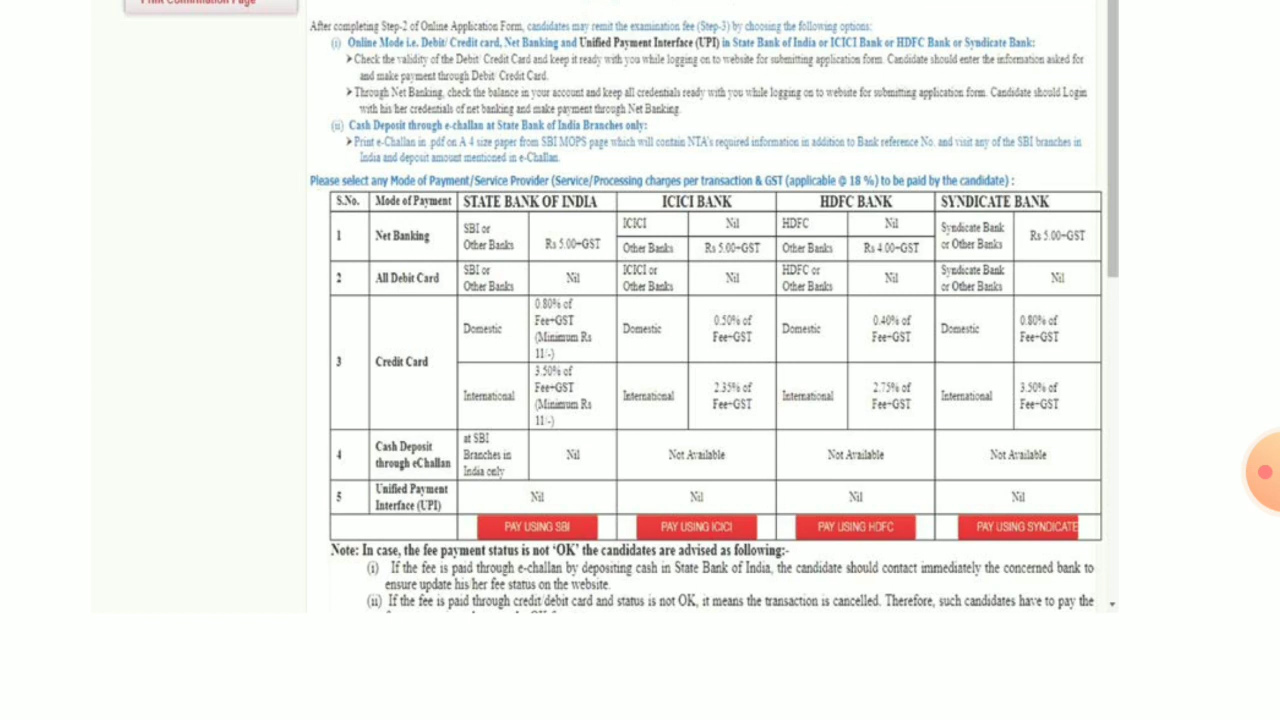 Print Confirmation Page
After completing Step-2 of Online Application Form, candidates may remit the examination fee (Step-3) by choosing the following options:
(i) Online Mode i.e. Debit/ Credit card, Net Banking and Unified Payment Interface (UPI) in State Bank of India or ICICI Bank or HDFC Bank or Syndicate Bank:
➤Check the validity of the Debit/ Credit Card and keep it ready with you while logging on to website for submitting application form. Candidate should enter the information asked for
and make payment through Debit/ Credit Card.
➤Through Net Banking, check the balance in your account and keep all credentials ready with you while logging on to website for submitting application form. Candidate should Login
with his/her credentials of net banking and make payment through Net Banking.
(ii) Cash Deposit through e-challan at State Bank of India Branches only:
➤Print e-Challan in .pdf on A 4 size paper from SBI MOPS page which will contain NTA's required information in addition to Bank reference No. and visit any of the SBI branches in
India and deposit amount mentioned in e-Challan.
Please select any Mode of Payment/Service Provider (Service/Processing charges per transaction & GST (applicable @ 18 %) to be paid by the candidate) :
S.No. Mode of Payment STATE BANK OF INDIA ICICI BANK HDFC BANK SYNDICATE BANK
1 Net Banking SBI or Other Banks Rs 5.00+GST ICICI Nil HDFC Nil Syndicate Bank or Other Banks Rs 5.00+GST
Other Banks Rs 5.00+GST Other Banks Rs 4.00+GST
2 All Debit Card SBI or Other Banks Nil ICICI or Other Banks Nil HDFC or Other Banks Nil Syndicate Bank or Other Banks Nil
3 Credit Card Domestic 0.80% of Fee+GST (Minimum Rs 11/-) Domestic 0.50% of Fee+GST Domestic 0.40% of Fee+GST Domestic 0.80% of Fee+GST
International 3.50% of Fee+GST (Minimum Rs 11/-) International 2.35% of Fee+GST International 2.75% of Fee+GST International 3.50% of Fee+GST
4 Cash Deposit through eChallan at SBI Branches in India only Nil Not Available Not Available Not Available
5 Unified Payment Interface (UPI) Nil Nil Nil Nil
PAY USING SBI PAY USING ICICI PAY USING HDFC PAY USING SYNDICATE
Note: In case, the fee payment status is not 'OK' the candidates are advised as following:-
(i) If the fee is paid through e-challan by depositing cash in State Bank of India, the candidate should contact immediately the concerned bank to
ensure update his/her fee status on the website.
(ii) If the fee is paid through credit/debit card and status is not OK, it means the transaction is cancelled. Therefore, such candidates have to pay the